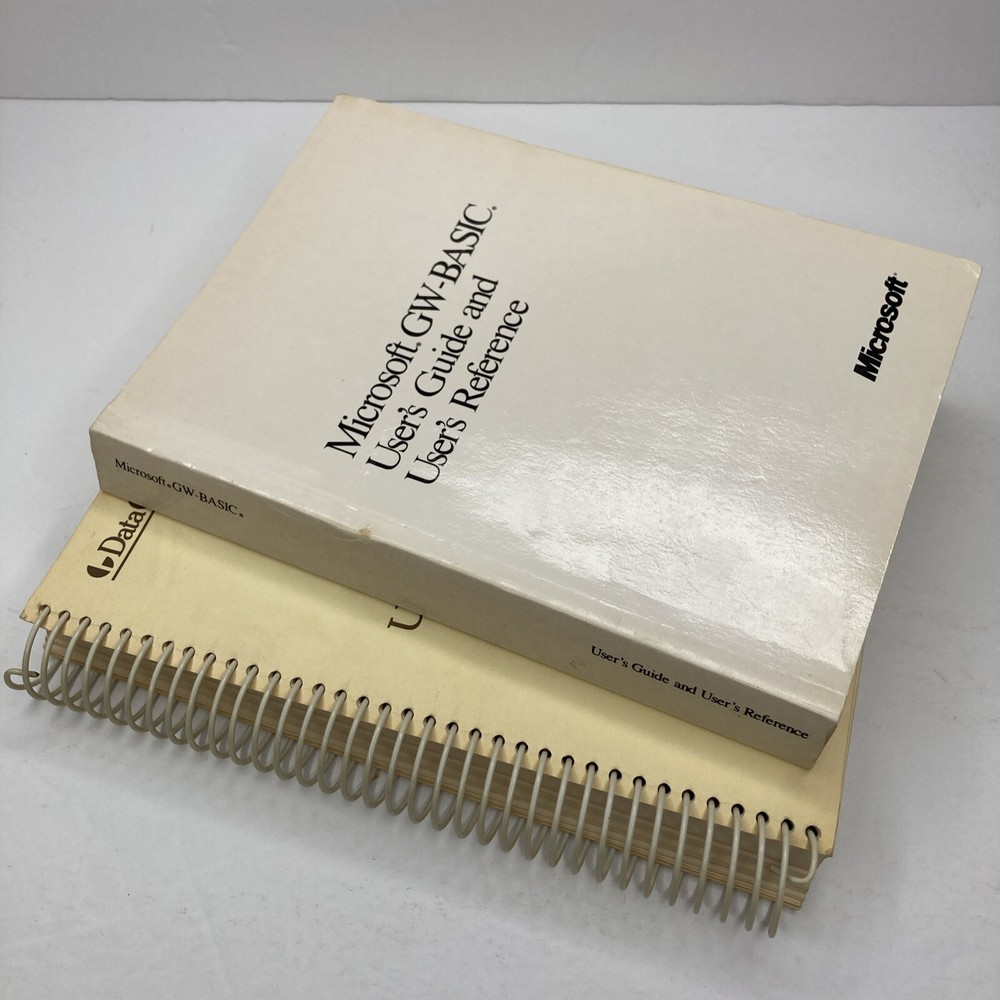 Microsoft® GW-BASIC®
User's Guide and
User's Reference
Microsoft®
Microsoft® GW-BASIC®
User's Guide and User's Reference
Data